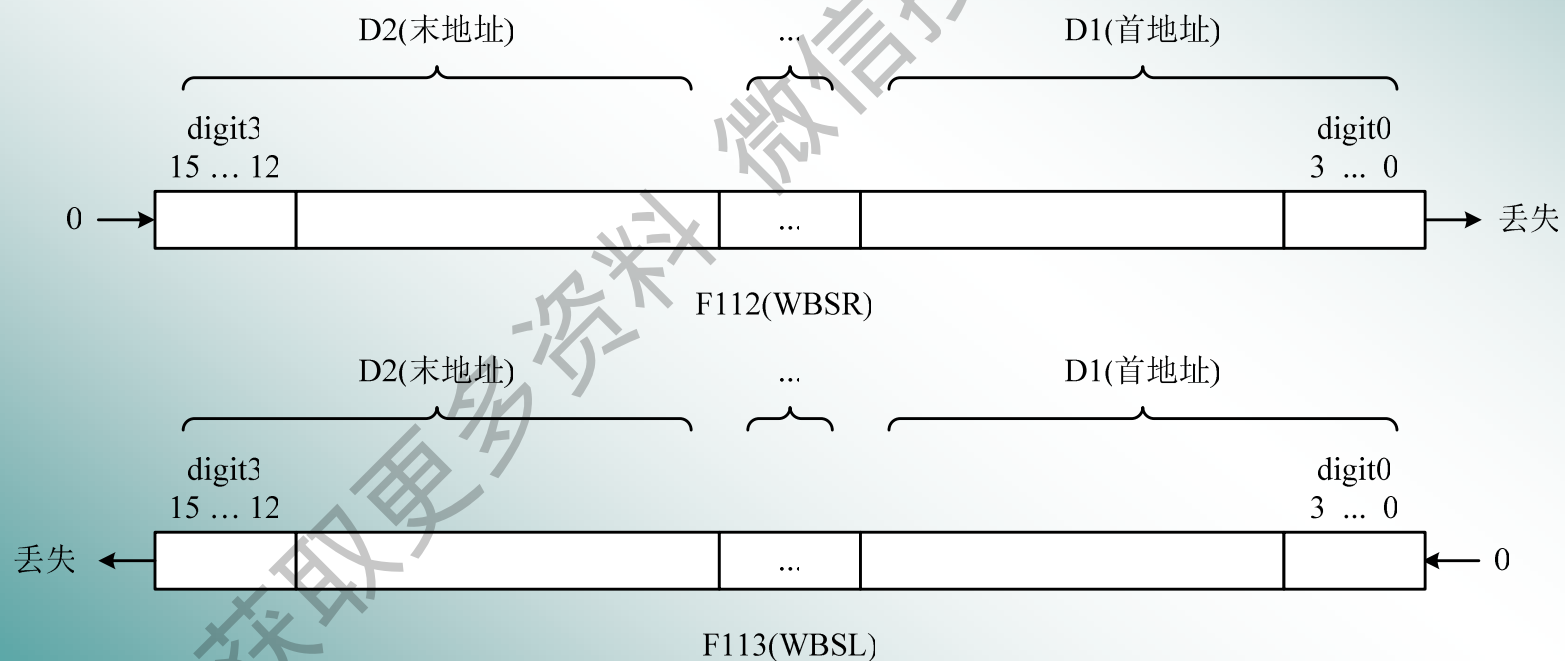 D2(末地址) ... D1(首地址)
digit3 digit0
15 ... 12 3 ... 0
0 ... 丢失
F112(WBSR)
D2(末地址) ... D1(首地址)
digit3 digit0
15 ... 12 3 ... 0
丢失 ... 0
F113(WBSL)
获取更多资料 微信搜